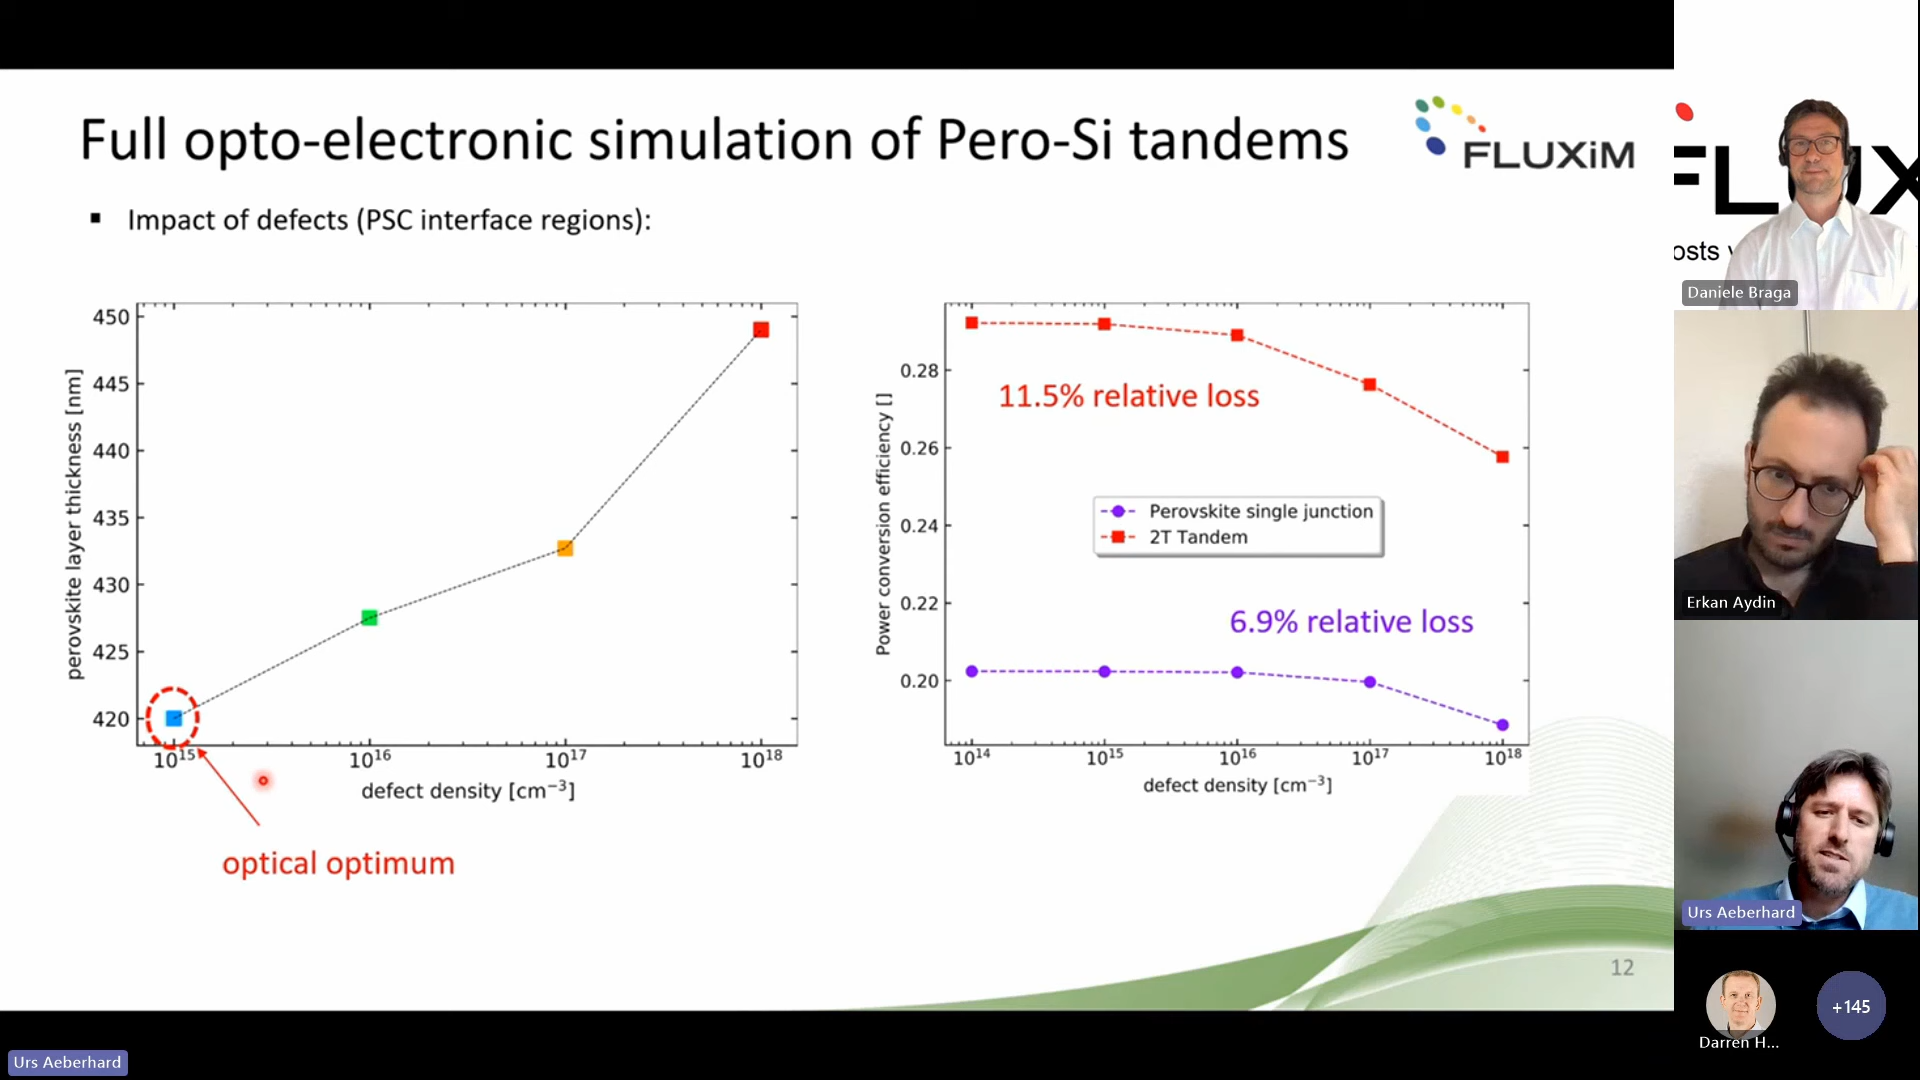 Full opto-electronic simulation of Pero-Si tandems
FLUXiM
▪ Impact of defects (PSC interface regions):
perovskite layer thickness [nm]
450
445
440
435
430
425
420
10¹⁵ 10¹⁶ 10¹⁷ 10¹⁸
defect density [cm⁻³]
optical optimum
Power conversion efficiency []
0.28
0.26
0.24
0.22
0.20
11.5% relative loss
Perovskite single junction
2T Tandem
6.9% relative loss
10¹⁴ 10¹⁵ 10¹⁶ 10¹⁷ 10¹⁸
defect density [cm⁻³]
12
Urs Aeberhard
FLUX
osts
Daniele Braga
Erkan Aydin
Urs Aeberhard
Darren H...
+145